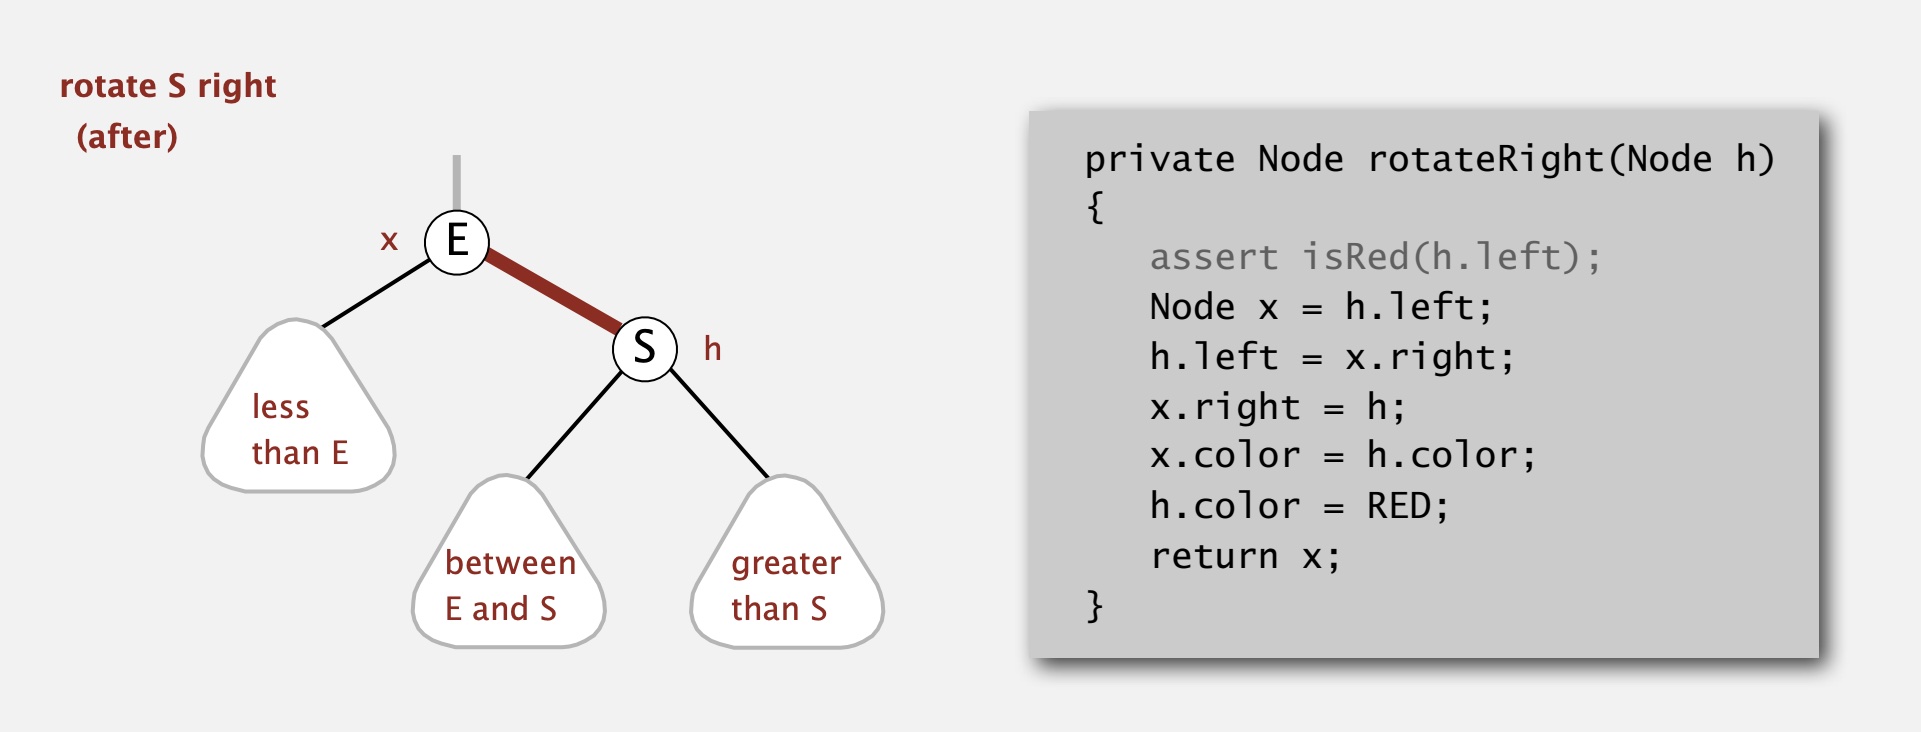 rotate S right
(after)
x
E
S
h
less
than E
between
E and S
greater
than S
private Node rotateRight(Node h)
{
   assert isRed(h.left);
   Node x = h.left;
   h.left = x.right;
   x.right = h;
   x.color = h.color;
   h.color = RED;
   return x;
}